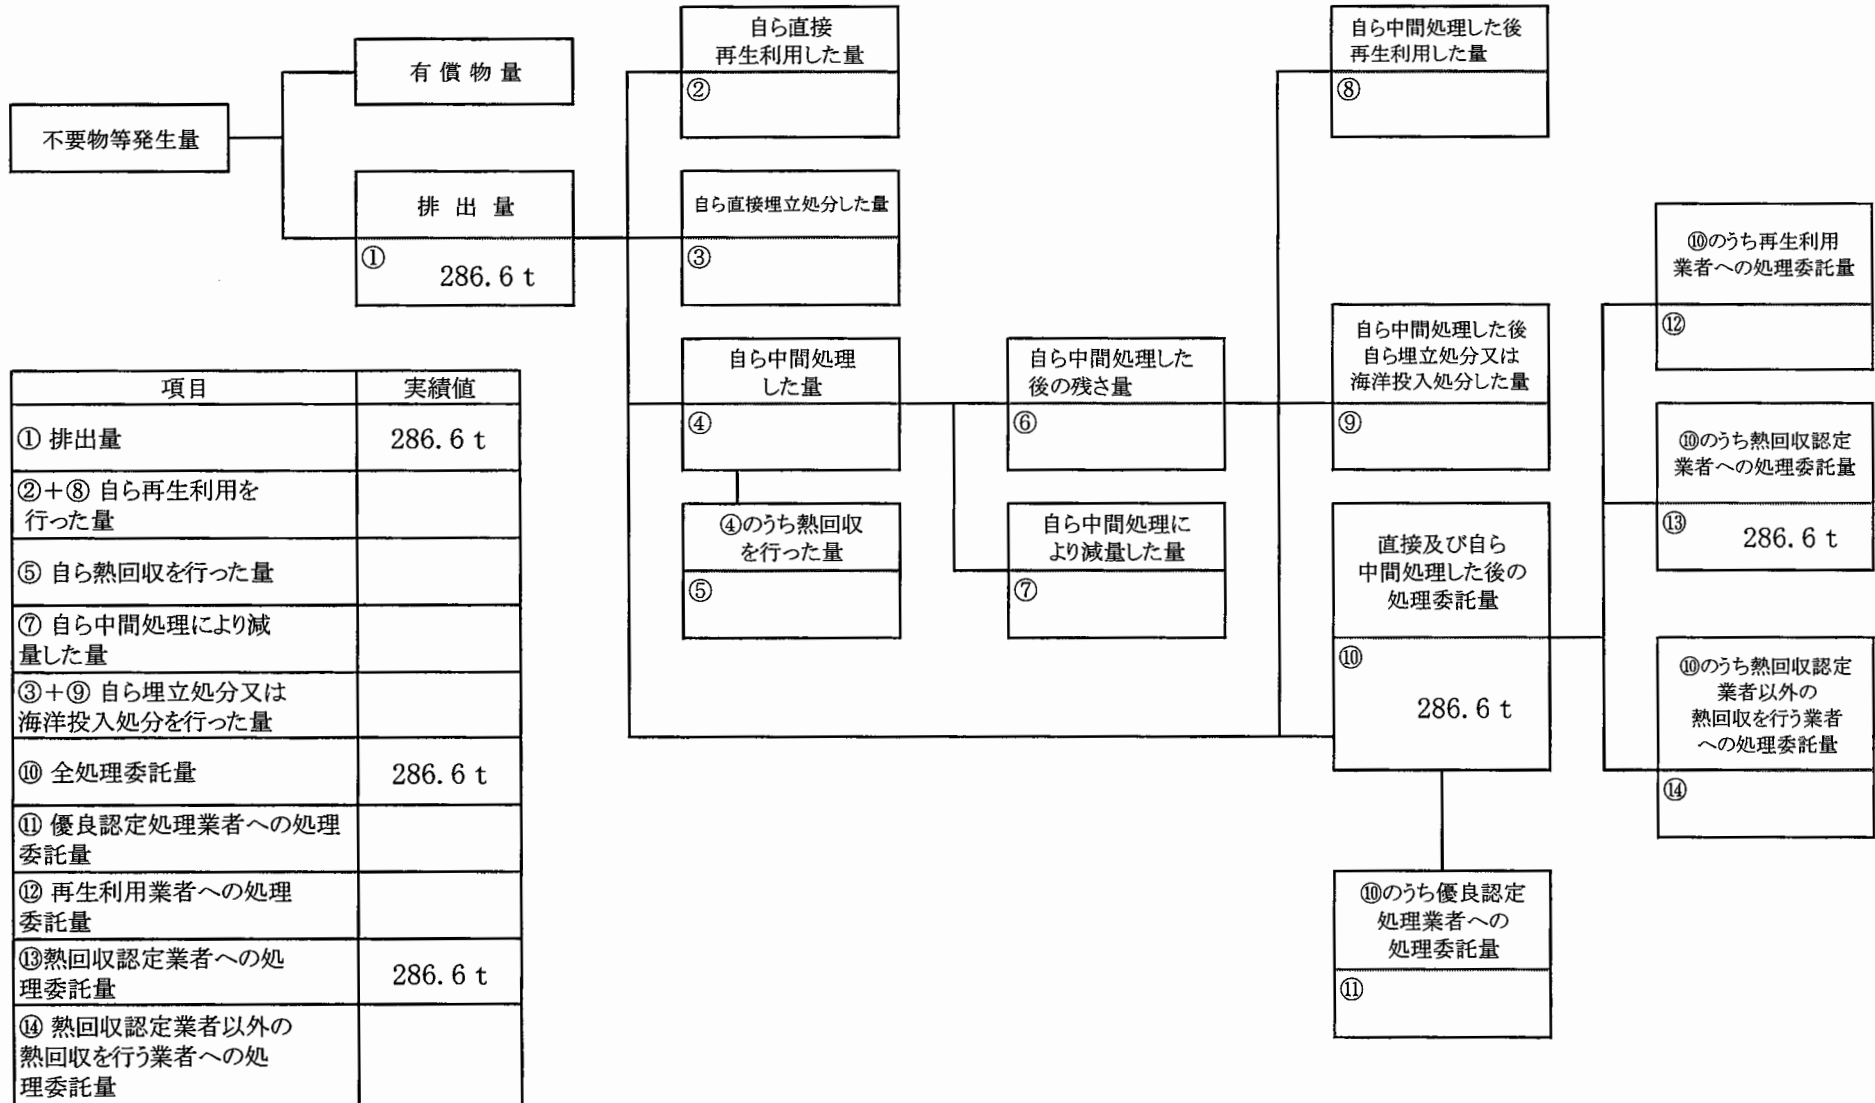 不要物等発生量
有償物量
排出量
①
286.6 t
自ら直接
再生利用した量
②
自ら直接埋立処分した量
③
自ら中間処理
した量
④
④のうち熱回収
を行った量
⑤
自ら中間処理した
後の残さ量
⑥
自ら中間処理に
より減量した量
⑦
自ら中間処理した後
再生利用した量
⑧
自ら中間処理した後
自ら埋立処分又は
海洋投入処分した量
⑨
直接及び自ら
中間処理した後の
処理委託量
⑩
286.6 t
⑩のうち優良認定
処理業者への
処理委託量
⑪
⑩のうち再生利用
業者への処理委託量
⑫
⑩のうち熱回収認定
業者への処理委託量
⑬
286.6 t
⑩のうち熱回収認定
業者以外の
熱回収を行う業者
への処理委託量
⑭
項目 実績値
① 排出量 286.6 t
②+⑧ 自ら再生利用を
行った量
⑤ 自ら熱回収を行った量
⑦ 自ら中間処理により減
量した量
③+⑨ 自ら埋立処分又は
海洋投入処分を行った量
⑩ 全処理委託量 286.6 t
⑪ 優良認定処理業者への処理
委託量
⑫ 再生利用業者への処理
委託量
⑬熱回収認定業者への処
理委託量 286.6 t
⑭ 熱回収認定業者以外の
熱回収を行う業者への処
理委託量